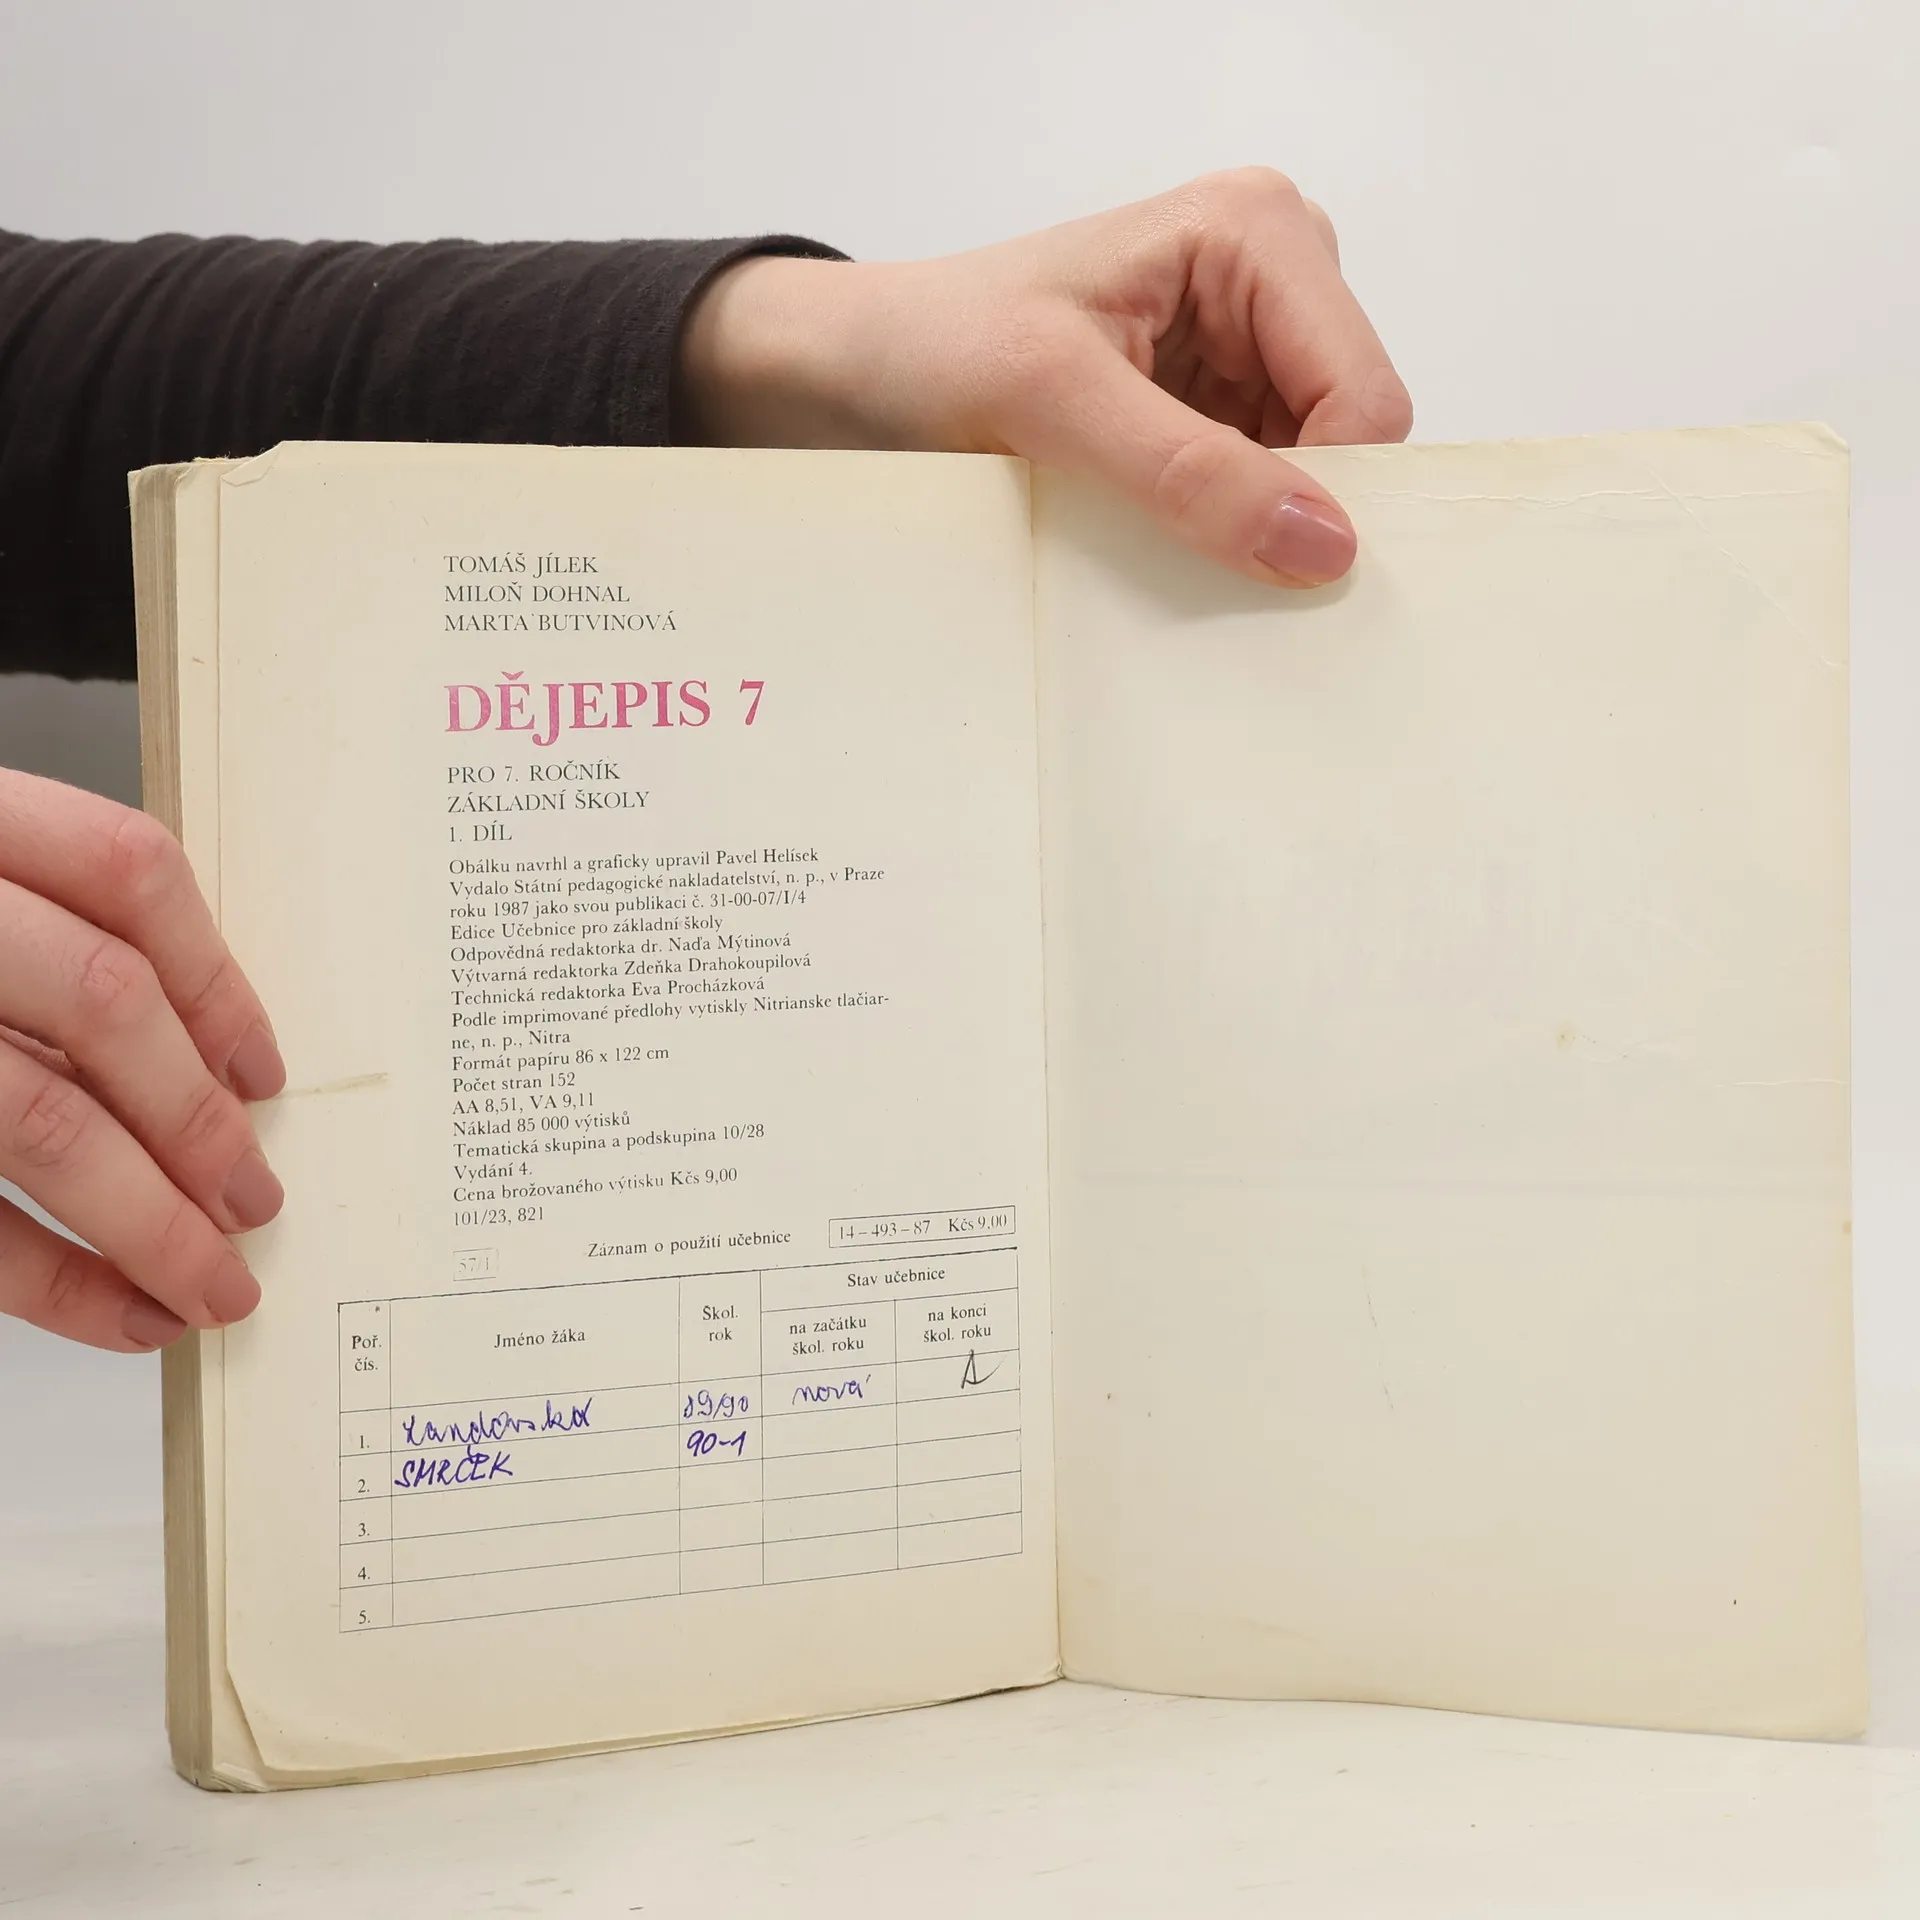 TOMÁŠ JÍLEK
MILOŇ DOHNAL
MARTA BUTVINOVÁ
DĚJEPIS 7
PRO 7. ROČNÍK
ZÁKLADNÍ ŠKOLY
1. DÍL
Obálku navrhl a graficky upravil Pavel Helísek
Vydalo Státní pedagogické nakladatelství, n. p., v Praze
roku 1987 jako svou publikaci č. 31-00-07/I/4
Edice Učebnice pro základní školy
Odpovědná redaktorka dr. Naďa Mýtinová
Výtvarná redaktorka Zdeňka Drahokoupilová
Technická redaktorka Eva Procházková
Podle imprimované předlohy vytiskly Nitrianske tlačiar-
ne, n. p., Nitra
Formát papíru 86 x 122 cm
Počet stran 152
AA 8,51, VA 9,11
Náklad 85 000 výtisků
Tematická skupina a podskupina 10/28
Vydání 4.
Cena brožovaného výtisku Kčs 9,00
101/23, 821
57/1 Záznam o použití učebnice 14–493–87 Kčs 9.00
Poř. čís. Jméno žáka Škol. rok Stav učebnice
na začátku škol. roku na konci škol. roku
1. 89/90 nová
2. SMRČEK 90-1
3.
4.
5.